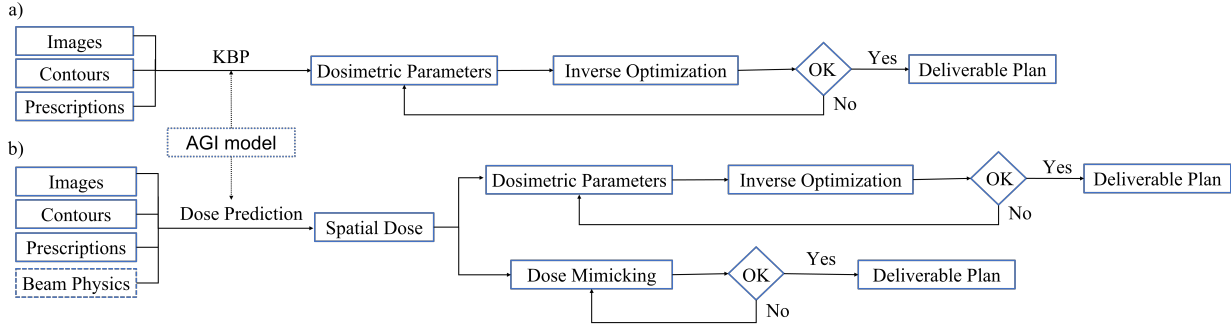 a)
Images
Contours
Prescriptions
KBP
Dosimetric Parameters
Inverse Optimization
OK
Yes
No
Deliverable Plan
AGI model
b)
Images
Contours
Prescriptions
Beam Physics
Dose Prediction
Spatial Dose
Dosimetric Parameters
Inverse Optimization
OK
Yes
No
Deliverable Plan
Dose Mimicking
OK
Yes
No
Deliverable Plan